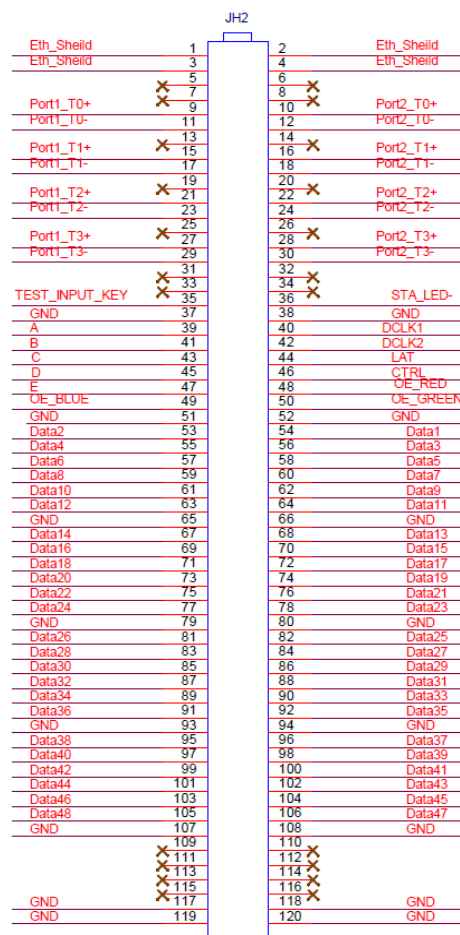 JH2
Eth_Sheild 1 2 Eth_Sheild
Eth_Sheild 3 4 Eth_Sheild
5 6
7 8
Port1_T0+ 9 10 Port2_T0+
Port1_T0- 11 12 Port2_T0-
13 14
Port1_T1+ 15 16 Port2_T1+
Port1_T1- 17 18 Port2_T1-
19 20
Port1_T2+ 21 22 Port2_T2+
Port1_T2- 23 24 Port2_T2-
25 26
Port1_T3+ 27 28 Port2_T3+
Port1_T3- 29 30 Port2_T3-
31 32
33 34
TEST_INPUT_KEY 35 36 STA_LED-
GND 37 38 GND
A 39 40 DCLK1
B 41 42 DCLK2
C 43 44 LAT
D 45 46 CTRL
E 47 48 OE_RED
OE_BLUE 49 50 OE_GREEN
GND 51 52 GND
Data2 53 54 Data1
Data4 55 56 Data3
Data6 57 58 Data5
Data8 59 60 Data7
Data10 61 62 Data9
Data12 63 64 Data11
GND 65 66 GND
Data14 67 68 Data13
Data16 69 70 Data15
Data18 71 72 Data17
Data20 73 74 Data19
Data22 75 76 Data21
Data24 77 78 Data23
GND 79 80 GND
Data26 81 82 Data25
Data28 83 84 Data27
Data30 85 86 Data29
Data32 87 88 Data31
Data34 89 90 Data33
Data36 91 92 Data35
GND 93 94 GND
Data38 95 96 Data37
Data40 97 98 Data39
Data42 99 100 Data41
Data44 101 102 Data43
Data46 103 104 Data45
Data48 105 106 Data47
GND 107 108 GND
109 110
111 112
113 114
115 116
GND 117 118 GND
GND 119 120 GND